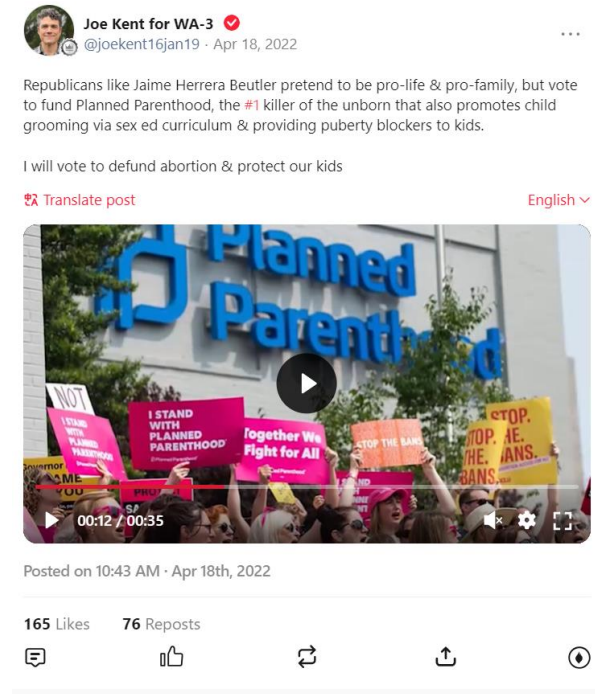 Joe Kent for WA-3
@joekent16jan19 · Apr 18, 2022
Republicans like Jaime Herrera Beutler pretend to be pro-life & pro-family, but vote
to fund Planned Parenthood, the #1 killer of the unborn that also promotes child
grooming via sex ed curriculum & providing puberty blockers to kids.
I will vote to defund abortion & protect our kids
Translate post
English
Planned
Parenthood
NOT
I STAND
WITH
PLANNED
PARENTHOOD
I STAND
WITH
PLANNED
PARENTHOOD
Together We
Fight for All
STOP THE BANS
STOP.
THE.
BANS.
STOP.
THE.
BANS.
00:12 / 00:35
Posted on 10:43 AM · Apr 18th, 2022
165 Likes 76 Reposts